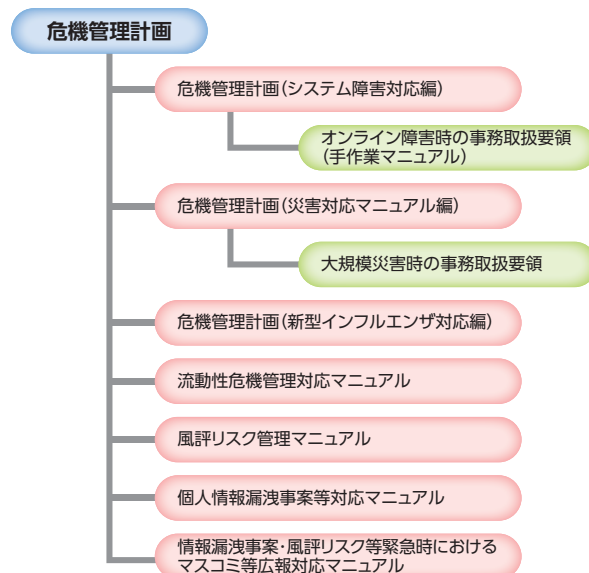 危機管理計画
危機管理計画(システム障害対応編)
オンライン障害時の事務取扱要領
(手作業マニュアル)
危機管理計画(災害対応マニュアル編)
大規模災害時の事務取扱要領
危機管理計画(新型インフルエンザ対応編)
流動性危機管理対応マニュアル
風評リスク管理マニュアル
個人情報漏洩事案等対応マニュアル
情報漏洩事案・風評リスク等緊急時における
マスコミ等広報対応マニュアル